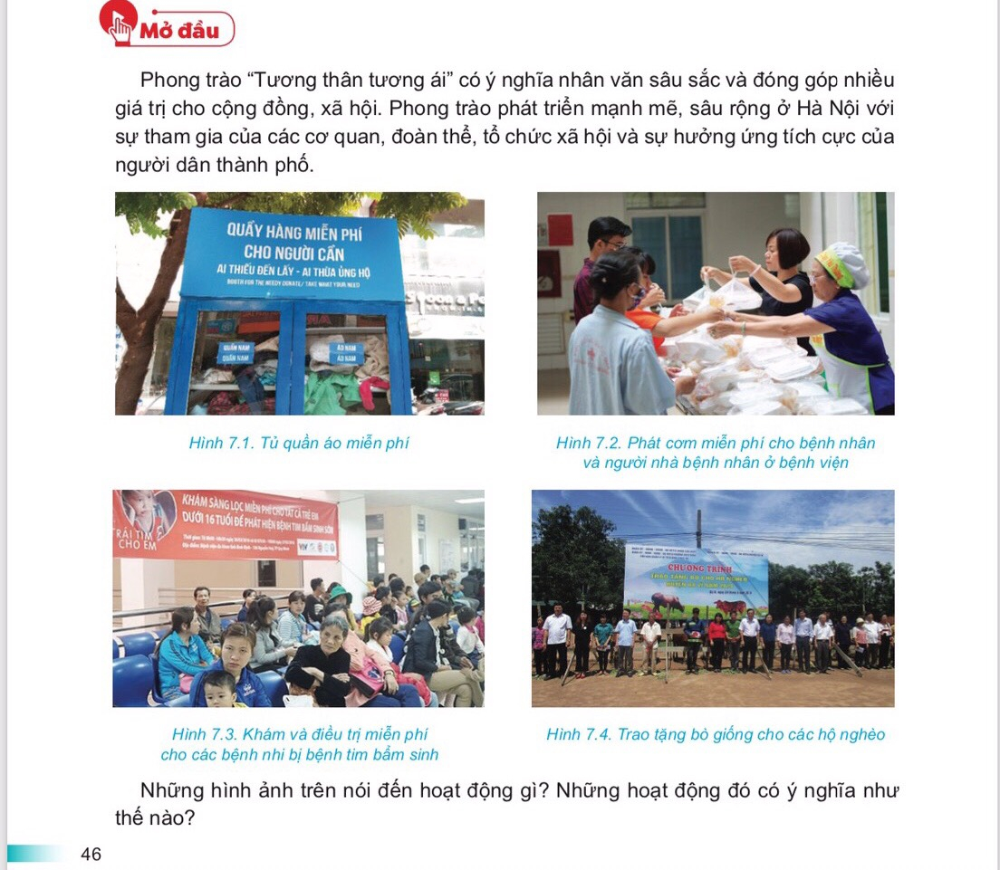 Mở đầu
Phong trào “Tương thân tương ái” có ý nghĩa nhân văn sâu sắc và đóng góp nhiều
giá trị cho cộng đồng, xã hội. Phong trào phát triển mạnh mẽ, sâu rộng ở Hà Nội với
sự tham gia của các cơ quan, đoàn thể, tổ chức xã hội và sự hưởng ứng tích cực của
người dân thành phố.
QUẦY HÀNG MIỄN PHÍ
CHO NGƯỜI CẦN
AI THIẾU ĐẾN LẤY - AI THỪA ỦNG HỘ
BOOTH FOR THE NEEDY DONATE/ TAKE WHAT YOUR NEED
QUẦN NAM
QUẦN NAM
ÁO NAM
ÁO NAM
Hình 7.1. Tủ quần áo miễn phí
Hình 7.2. Phát cơm miễn phí cho bệnh nhân
và người nhà bệnh nhân ở bệnh viện
KHÁM SÀNG LỌC MIỄN PHÍ CHO TẤT CẢ TRẺ EM
DƯỚI 16 TUỔI ĐỂ PHÁT HIỆN BỆNH TIM BẨM SINH SỚM
TRÁI TIM
CHO EM
CHƯƠNG TRÌNH
TRAO TẶNG BÒ CHO HỘ NGHÈO
Hình 7.3. Khám và điều trị miễn phí
cho các bệnh nhi bị bệnh tim bẩm sinh
Hình 7.4. Trao tặng bò giống cho các hộ nghèo
Những hình ảnh trên nói đến hoạt động gì? Những hoạt động đó có ý nghĩa như
thế nào?
46